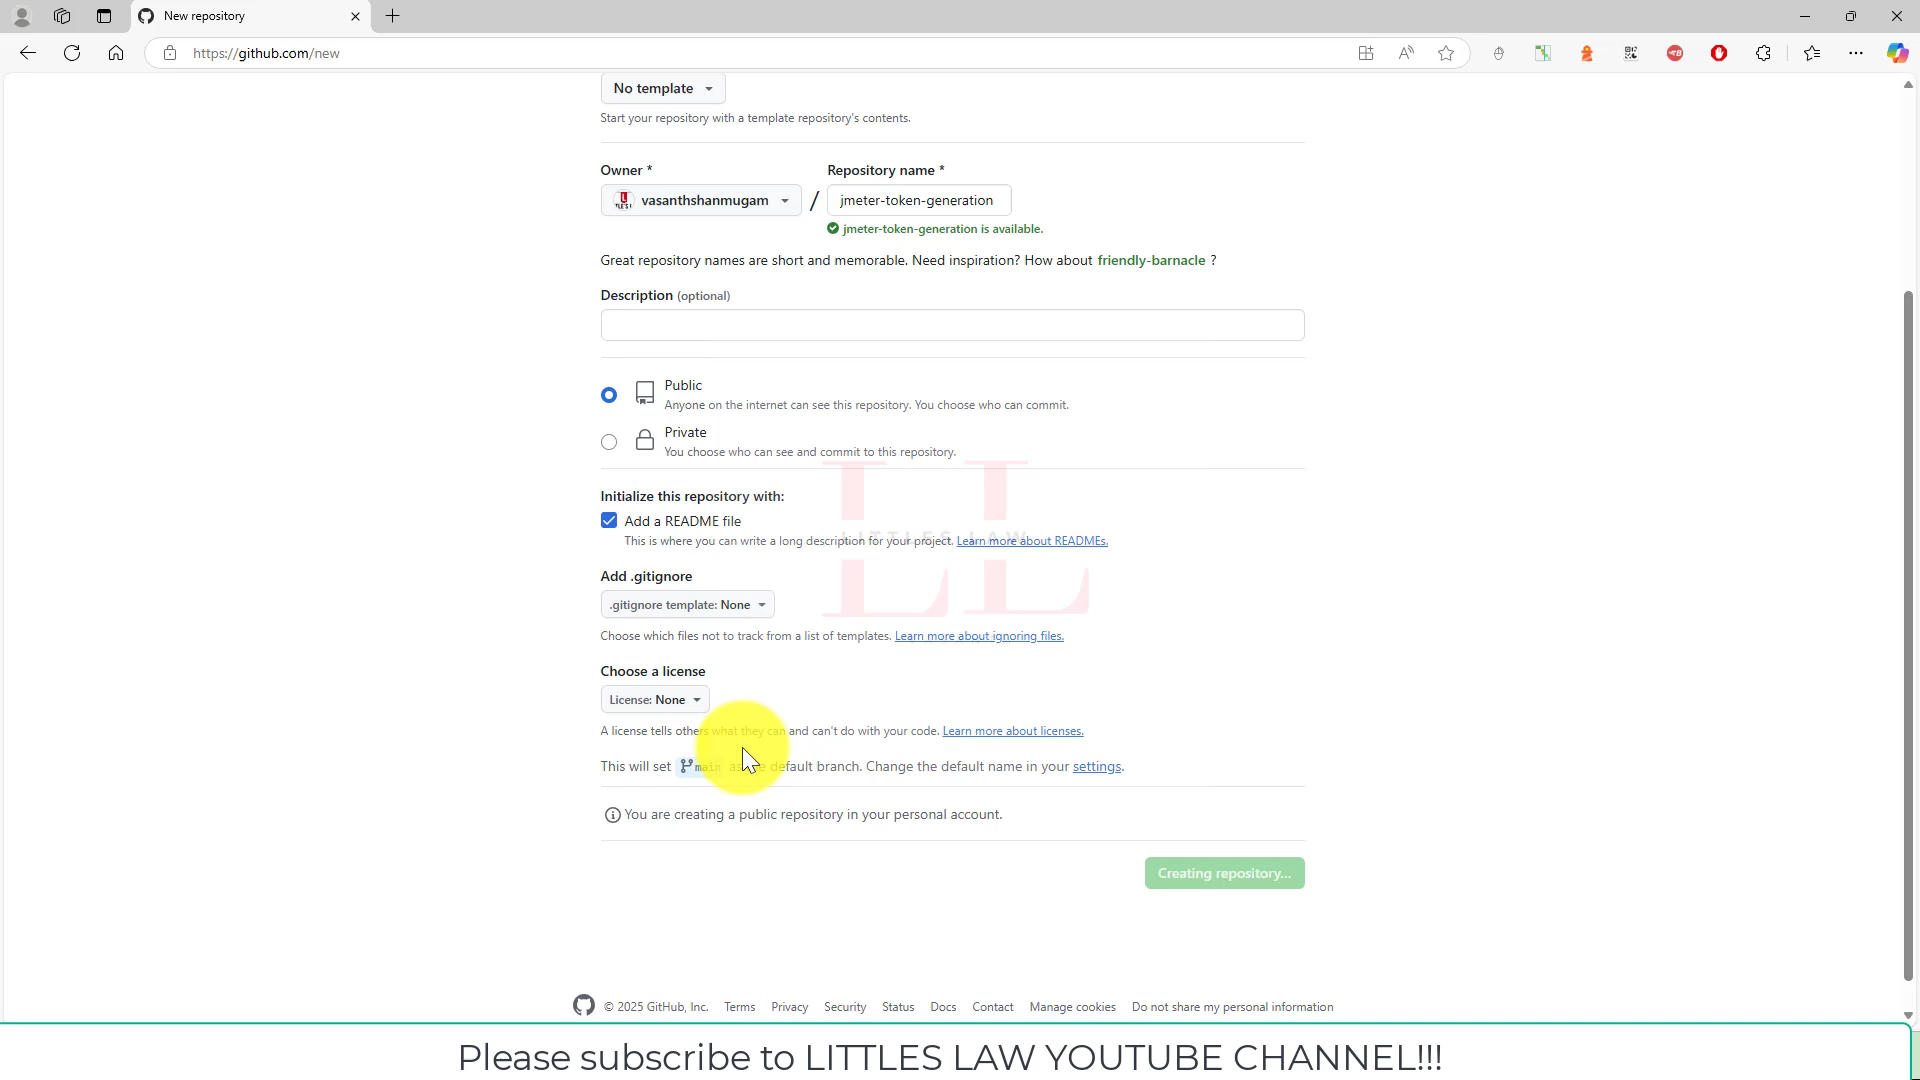 New repository
https://github.com/new
No template
Start your repository with a template repository's contents.
Owner *
Repository name *
vasanthshanmugam
/
jmeter-token-generation
jmeter-token-generation is available.
Great repository names are short and memorable. Need inspiration? How about friendly-barnacle ?
Description (optional)
Public
Anyone on the internet can see this repository. You choose who can commit.
Private
You choose who can see and commit to this repository.
Initialize this repository with:
Add a README file
This is where you can write a long description for your project. Learn more about READMEs.
LITTLES LAW
Add .gitignore
.gitignore template: None
Choose which files not to track from a list of templates. Learn more about ignoring files.
Choose a license
License: None
A license tells others what they can and can't do with your code. Learn more about licenses.
This will set main as the default branch. Change the default name in your settings.
You are creating a public repository in your personal account.
Creating repository...
© 2025 GitHub, Inc. Terms Privacy Security Status Docs Contact Manage cookies Do not share my personal information
Please subscribe to LITTLES LAW YOUTUBE CHANNEL!!!